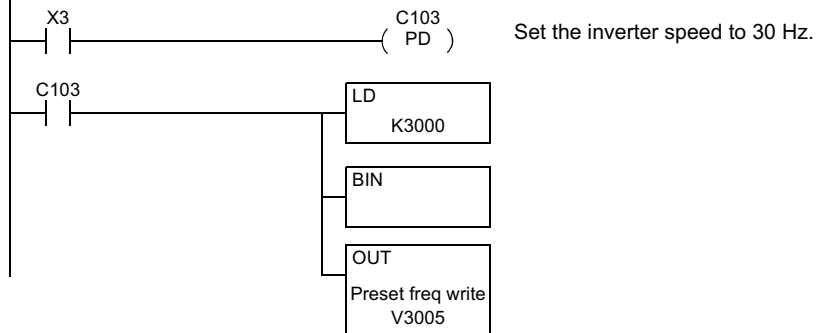 X3
C103
PD
Set the inverter speed to 30 Hz.
C103
LD
K3000
BIN
OUT
Preset freq write
V3005